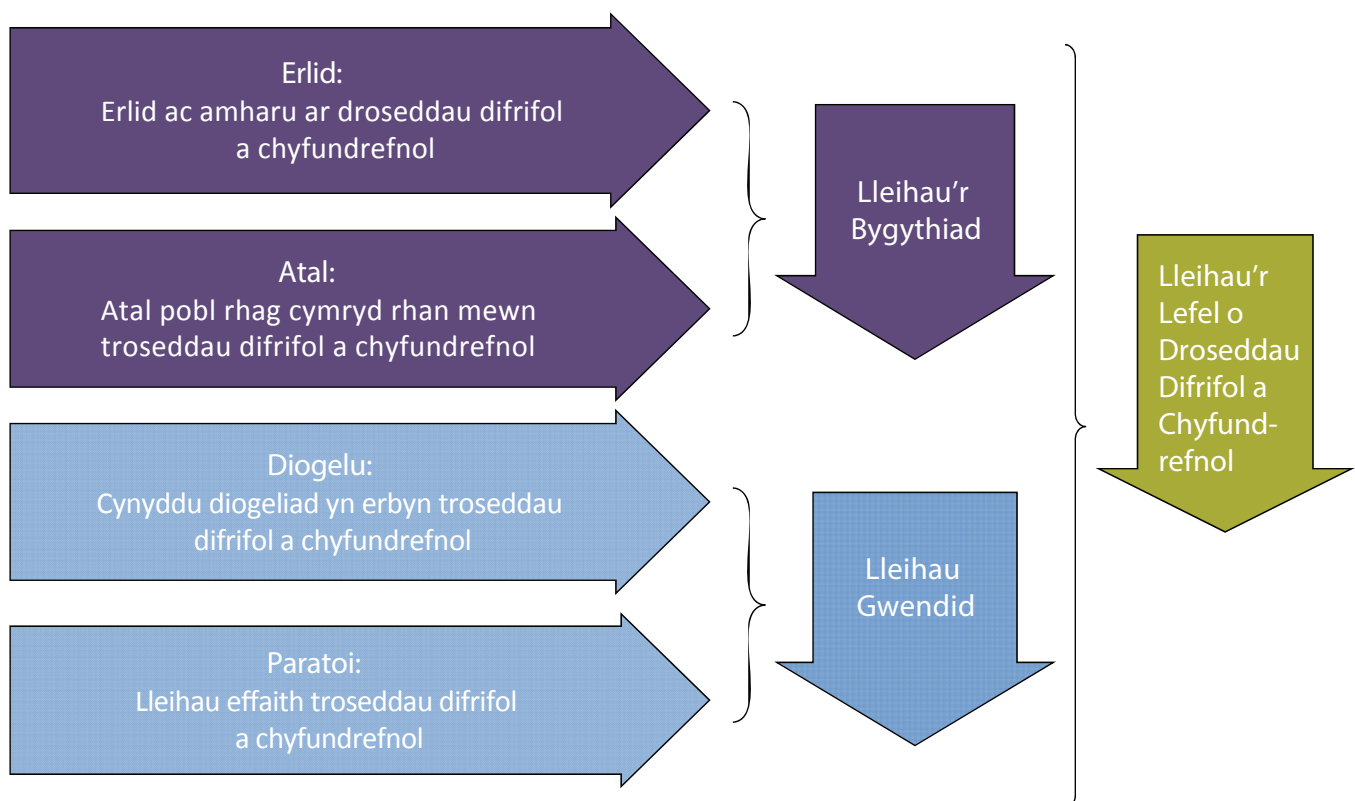 Erlid:
Erlid ac amharu ar droseddau difrifol
a chyfundrefnol
Atal:
Atal pobl rhag cymryd rhan mewn
troseddau difrifol a chyfundrefnol
Diogelu:
Cynyddu diogeliad yn erbyn troseddau
difrifol a chyfundrefnol
Paratoi:
Lleihau effaith troseddau difrifol
a chyfundrefnol
Lleihau'r
Bygythiad
Lleihau
Gwendid
Lleihau'r
Lefel o
Droseddau
Difrifol a
Chyfund-
refnol